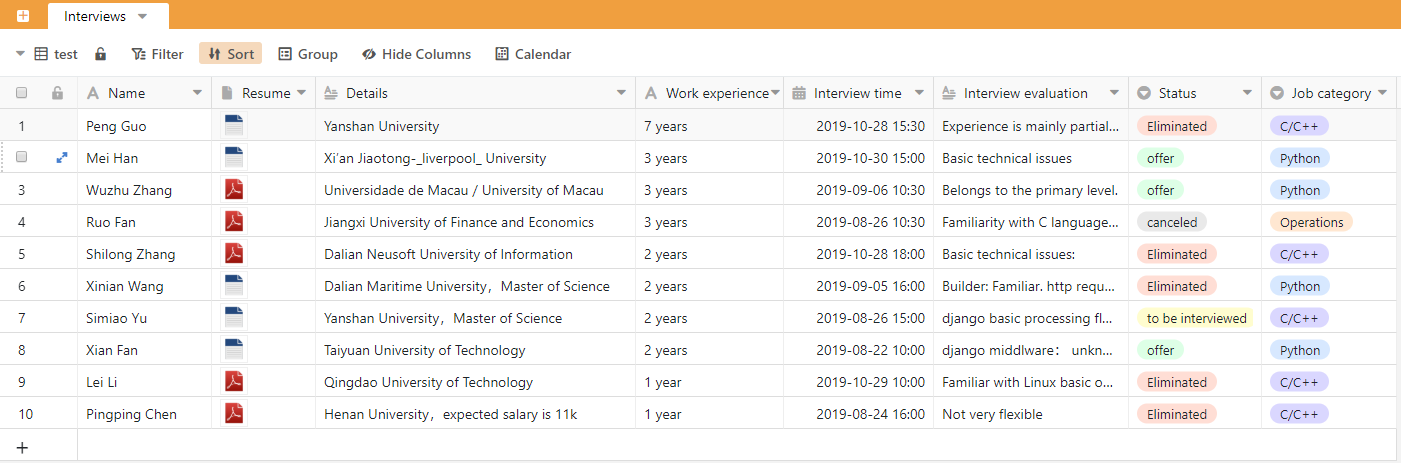 Interviews
test Filter Sort Group Hide Columns Calendar
Name Resume Details Work experience Interview time Interview evaluation Status Job category
1 Peng Guo Yanshan University 7 years 2019-10-28 15:30 Experience is mainly partial... Eliminated C/C++
Mei Han Xi'an Jiaotong-_liverpool_ University 3 years 2019-10-30 15:00 Basic technical issues offer Python
3 Wuzhu Zhang Universidade de Macau / University of Macau 3 years 2019-09-06 10:30 Belongs to the primary level. offer Python
4 Ruo Fan Jiangxi University of Finance and Economics 3 years 2019-08-26 10:30 Familiarity with C language... canceled Operations
5 Shilong Zhang Dalian Neusoft University of Information 2 years 2019-10-28 18:00 Basic technical issues: Eliminated C/C++
6 Xinian Wang Dalian Maritime University，Master of Science 2 years 2019-09-05 16:00 Builder: Familiar. http requ... Eliminated Python
7 Simiao Yu Yanshan University，Master of Science 2 years 2019-08-26 15:00 django basic processing fl... to be interviewed C/C++
8 Xian Fan Taiyuan University of Technology 2 years 2019-08-22 10:00 django middlware： unkn... offer Python
9 Lei Li Qingdao University of Technology 1 year 2019-10-29 10:00 Familiar with Linux basic o... Eliminated C/C++
10 Pingping Chen Henan University，expected salary is 11k 1 year 2019-08-24 16:00 Not very flexible Eliminated C/C++